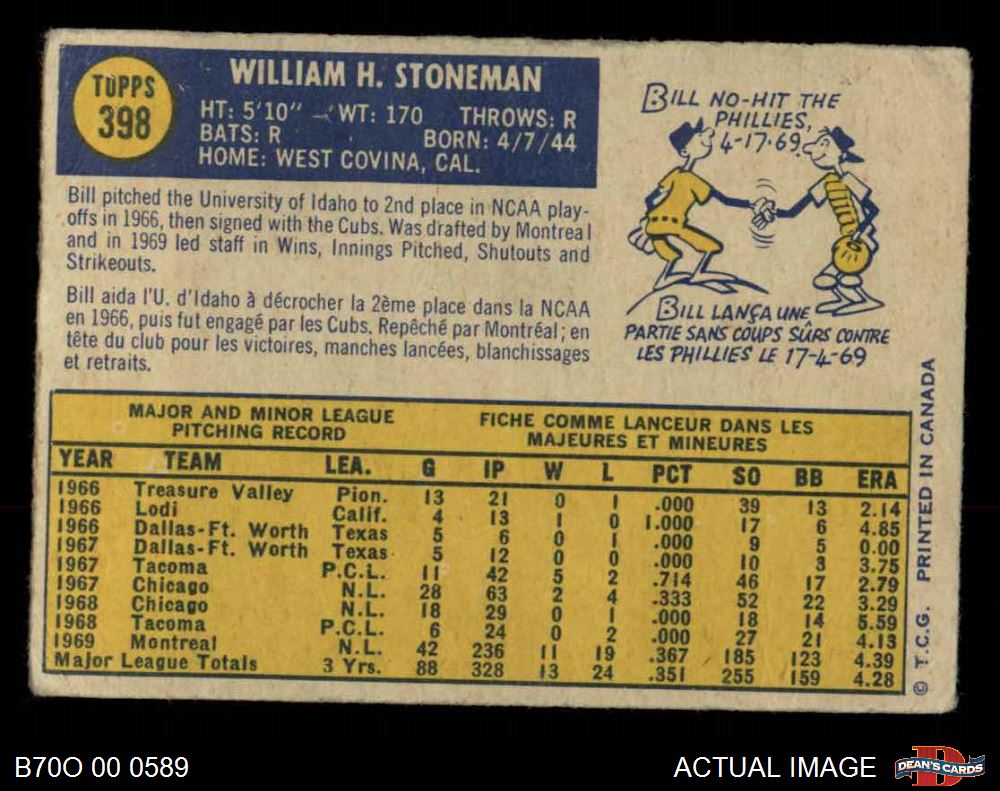 TOPPS
398
WILLIAM H. STONEMAN
HT: 5'10" WT: 170 THROWS: R
BATS: R BORN: 4/7/44
HOME: WEST COVINA, CAL.
Bill pitched the University of Idaho to 2nd place in NCAA play-
offs in 1966, then signed with the Cubs. Was drafted by Montreal
and in 1969 led staff in Wins, Innings Pitched, Shutouts and
Strikeouts.
Bill aida l'U. d'Idaho à décrocher la 2ème place dans la NCAA
en 1966, puis fut engagé par les Cubs. Repêché par Montréal; en
tête du club pour les victoires, manches lancées, blanchissages
et retraits.
BILL NO-HIT THE
PHILLIES,
4-17-69.
BILL LANÇA UNE
PARTIE SANS COUPS SÛRS CONTRE
LES PHILLIES LE 17-4-69
MAJOR AND MINOR LEAGUE
PITCHING RECORD
FICHE COMME LANCEUR DANS LES
MAJEURES ET MINEURES
YEAR TEAM LEA. G IP W L PCT SO BB ERA
1966 Treasure Valley Pion. 13 21 0 1 .000 39 13 2.14
1966 Lodi Calif. 4 13 1 0 1.000 17 6 4.85
1966 Dallas-Ft. Worth Texas 5 6 0 1 .000 9 5 0.00
1967 Dallas-Ft. Worth Texas 5 12 0 0 .000 10 3 3.75
1967 Tacoma P.C.L. 11 42 5 2 .714 46 17 2.79
1967 Chicago N.L. 28 63 2 4 .333 52 22 3.29
1968 Chicago N.L. 18 29 0 1 .000 18 14 5.59
1968 Tacoma P.C.L. 6 24 0 2 .000 27 21 4.13
1969 Montreal N.L. 42 236 11 19 .367 185 123 4.39
Major League Totals 3 Yrs. 88 328 13 24 .351 255 159 4.28
© T.C.G. PRINTED IN CANADA
B70O 00 0589
ACTUAL IMAGE
DEAN'S CARDS